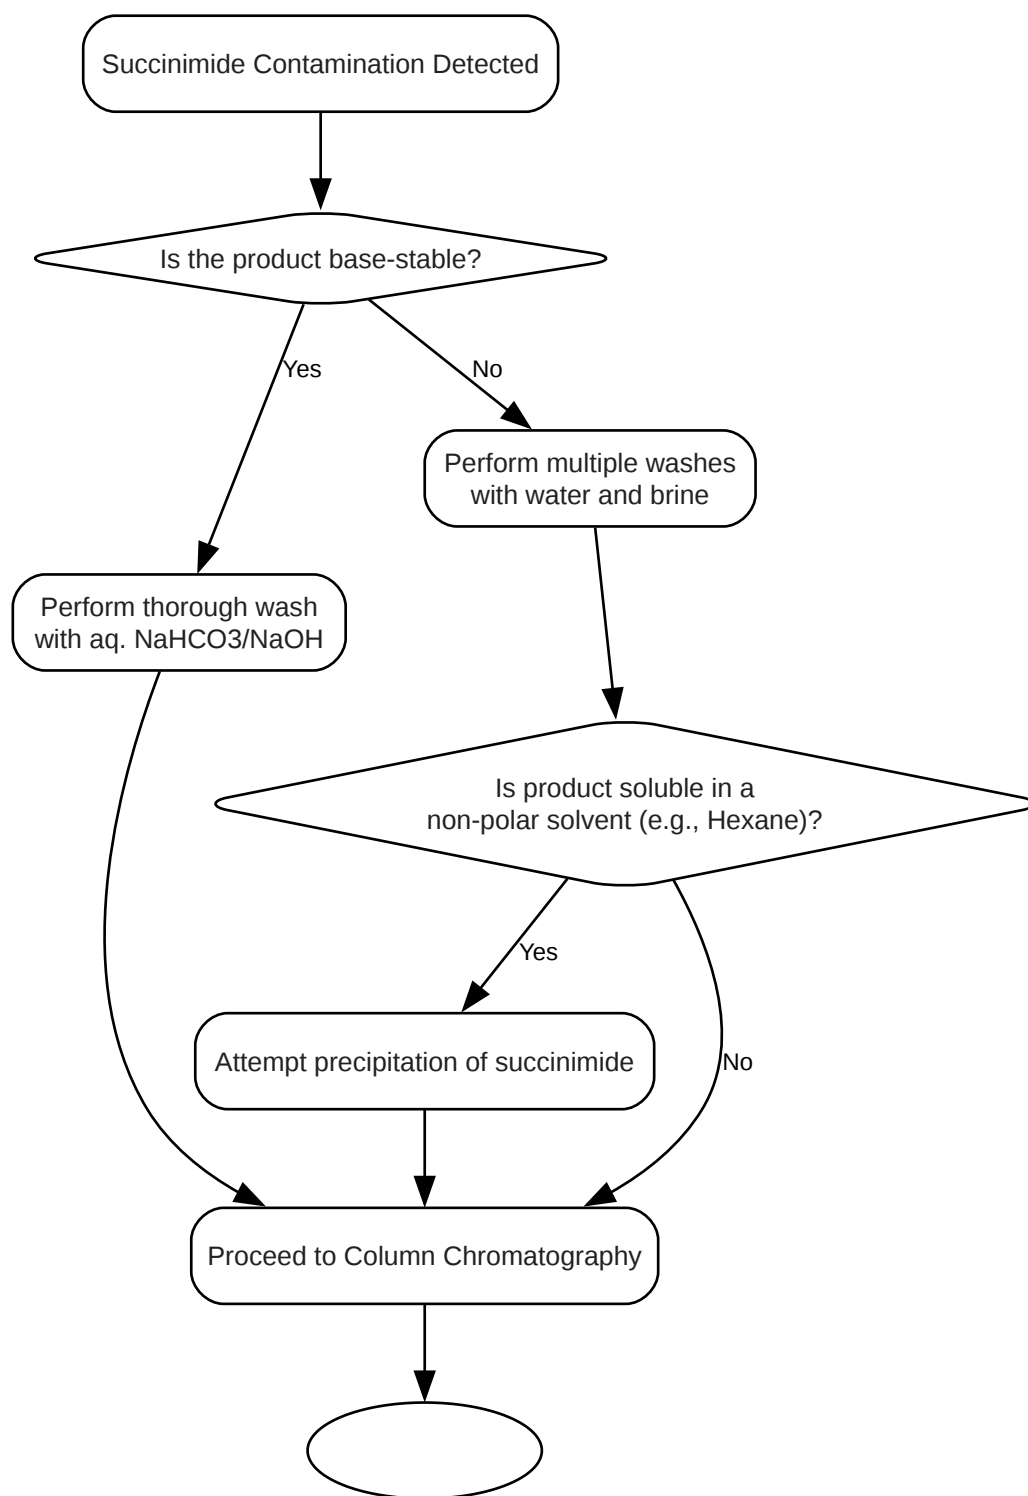 Succinimide Contamination Detected
Is the product base-stable?
Yes
No
Perform multiple washes
with water and brine
Perform thorough wash
with aq. NaHCO3/NaOH
Is product soluble in a
non-polar solvent (e.g., Hexane)?
Yes
Attempt precipitation of succinimide
No
Proceed to Column Chromatography